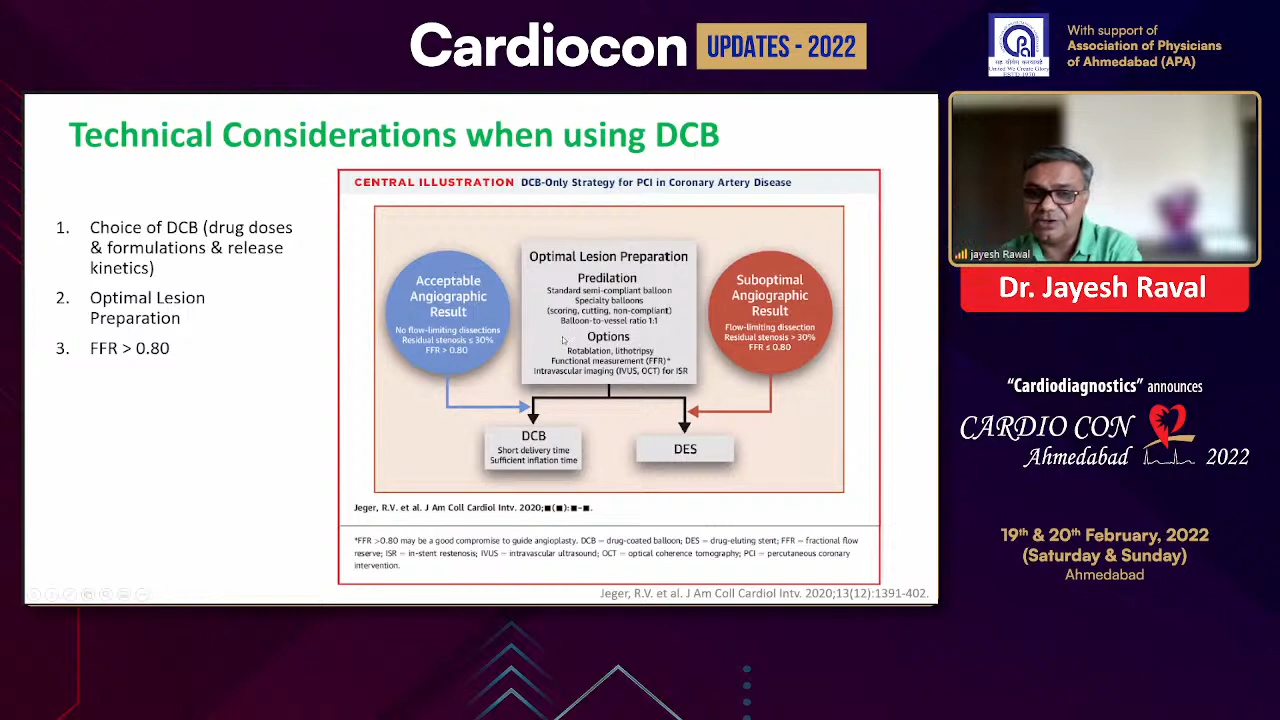 Cardiocon UPDATES - 2022
With support of
Association of Physicians
of Ahmedabad (APA)
United We Create Glory
ESTD 1970
Technical Considerations when using DCB
1. Choice of DCB (drug doses
& formulations & release
kinetics)
2. Optimal Lesion
Preparation
3. FFR > 0.80
CENTRAL ILLUSTRATION DCB-Only Strategy for PCI in Coronary Artery Disease
Acceptable
Angiographic
Result
No flow-limiting dissections
Residual stenosis ≤ 30%
FFR > 0.80
Optimal Lesion Preparation
Predilation
Standard semi-compliant balloon
Specialty balloons
(scoring, cutting, non-compliant)
Balloon-to-vessel ratio 1:1
Options
Rotablation, lithotripsy
Functional measurement (FFR)*
Intravascular imaging (IVUS, OCT) for ISR
Suboptimal
Angiographic
Result
Flow-limiting dissection
Residual stenosis > 30%
FFR ≤ 0.80
DCB
Short delivery time
Sufficient inflation time
DES
Jeger, R.V. et al. J Am Coll Cardiol Intv. 2020;■(■):■-■.
*FFR >0.80 may be a good compromise to guide angioplasty. DCB = drug-coated balloon; DES = drug-eluting stent; FFR = fractional flow
reserve; ISR = in-stent restenosis; IVUS = intravascular ultrasound; OCT = optical coherence tomography; PCI = percutaneous coronary
intervention.
Jeger, R.V. et al. J Am Coll Cardiol Intv. 2020;13(12):1391-402.
jayesh Rawal
Dr. Jayesh Raval
"Cardiodiagnostics" announces
CARDIO CON
Ahmedabad 2022
19th & 20th February, 2022
(Saturday & Sunday)
Ahmedabad